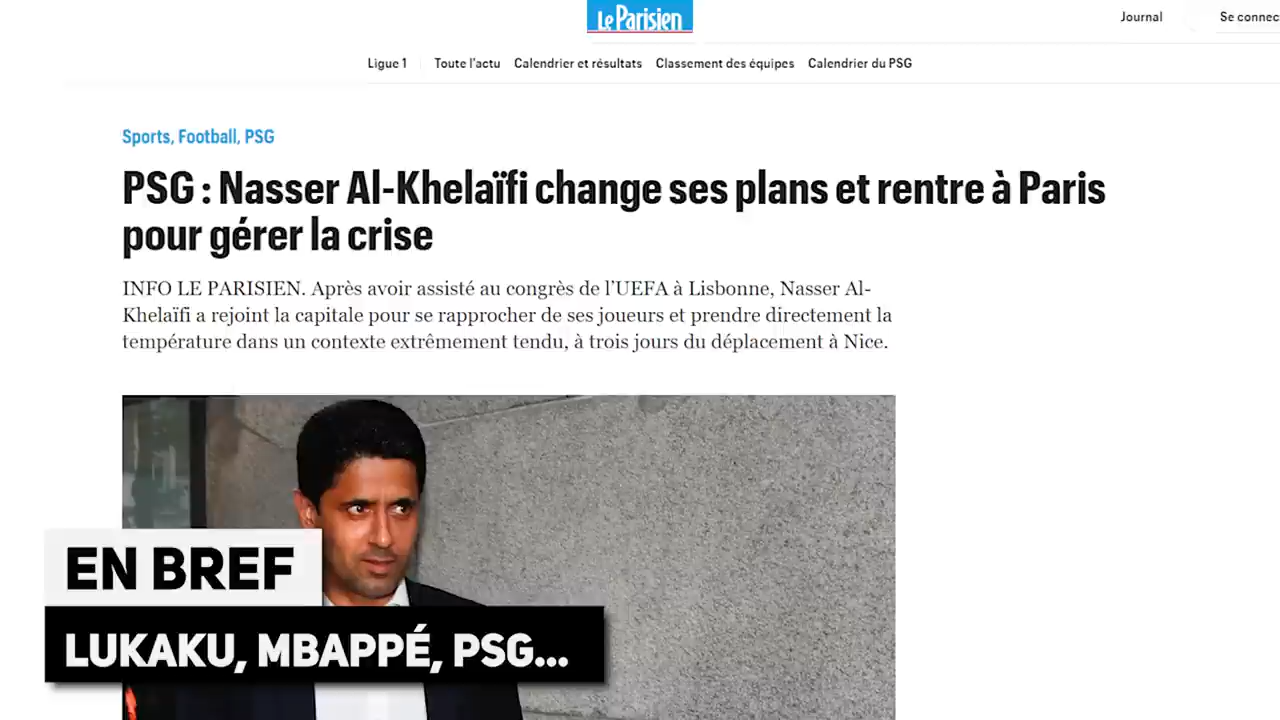 Le Parisien
Journal
Se connec
Ligue 1
Toute l'actu
Calendrier et résultats
Classement des équipes
Calendrier du PSG
Sports, Football, PSG
PSG : Nasser Al-Khelaïfi change ses plans et rentre à Paris
pour gérer la crise
INFO LE PARISIEN. Après avoir assisté au congrès de l'UEFA à Lisbonne, Nasser Al-
Khelaïfi a rejoint la capitale pour se rapprocher de ses joueurs et prendre directement la
température dans un contexte extrêmement tendu, à trois jours du déplacement à Nice.
EN BREF
LUKAKU, MBAPPÉ, PSG...